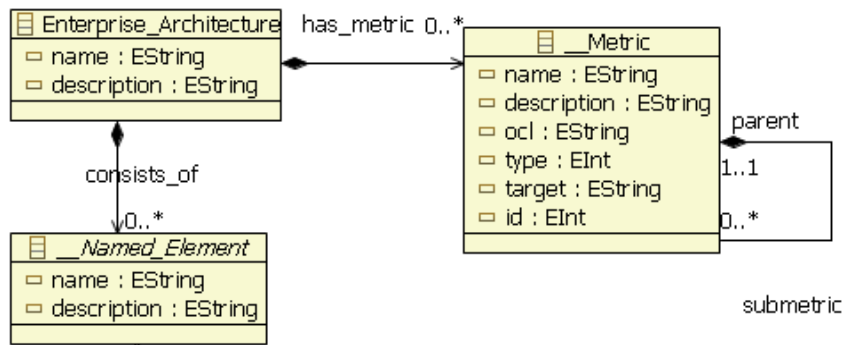 Enterprise_Architecture
name : EString
description : EString
has_metric 0..*
__Metric
name : EString
description : EString
ocl : EString
type : EInt
target : EString
id : EInt
parent
1..1
0..*
submetric
consists_of
0..*
__Named_Element
name : EString
description : EString